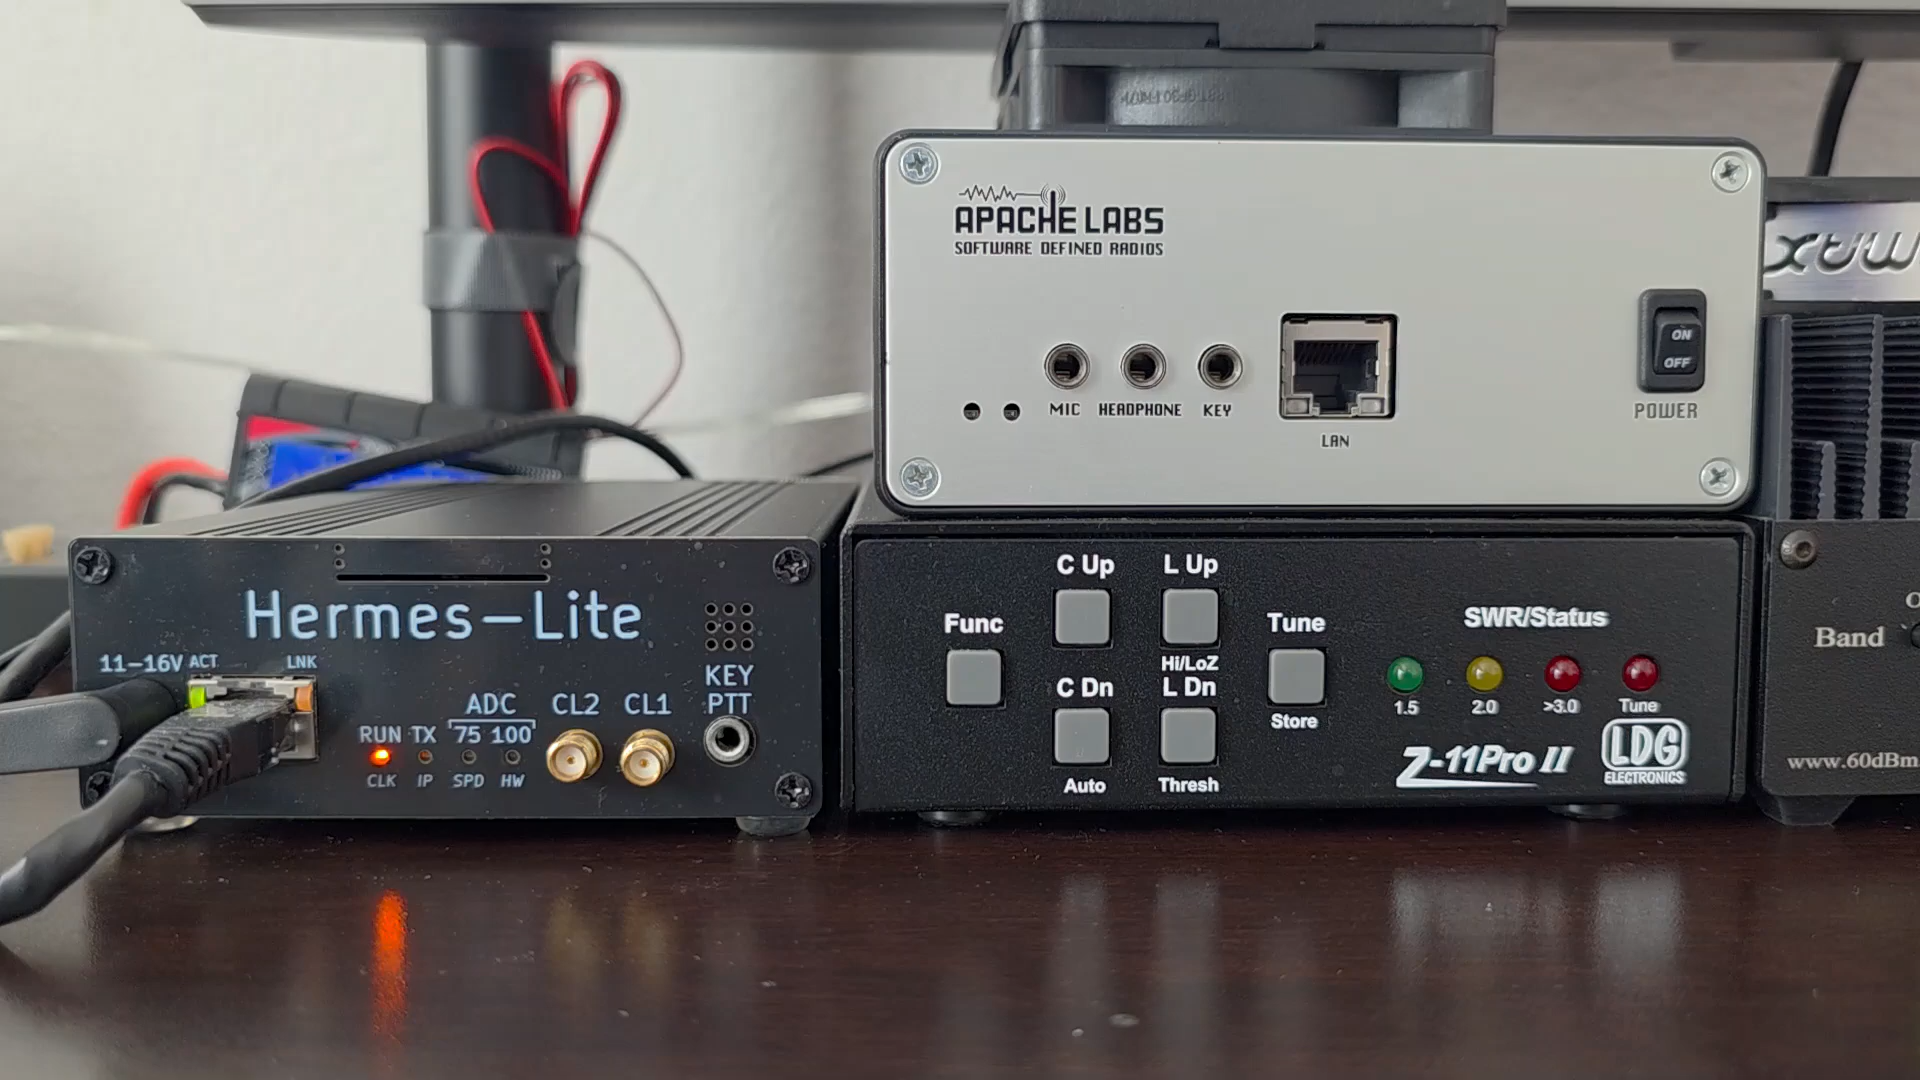 Hermes-Lite
11-16V ACT
LNK
KEY
PTT
ADC
CL2
CL1
RUN TX 75 100
CLK IP SPD HW
APACHE LABS
SOFTWARE DEFINED RADIOS
ON
OFF
MIC HEADPHONE KEY
POWER
LAN
C Up
L Up
Func
Tune
SWR/Status
Hi/LoZ
C Dn
L Dn
1.5
2.0
>3.0
Tune
Store
Auto
Thresh
Z-11Pro II
LDG
ELECTRONICS
Band
www.60dBm.